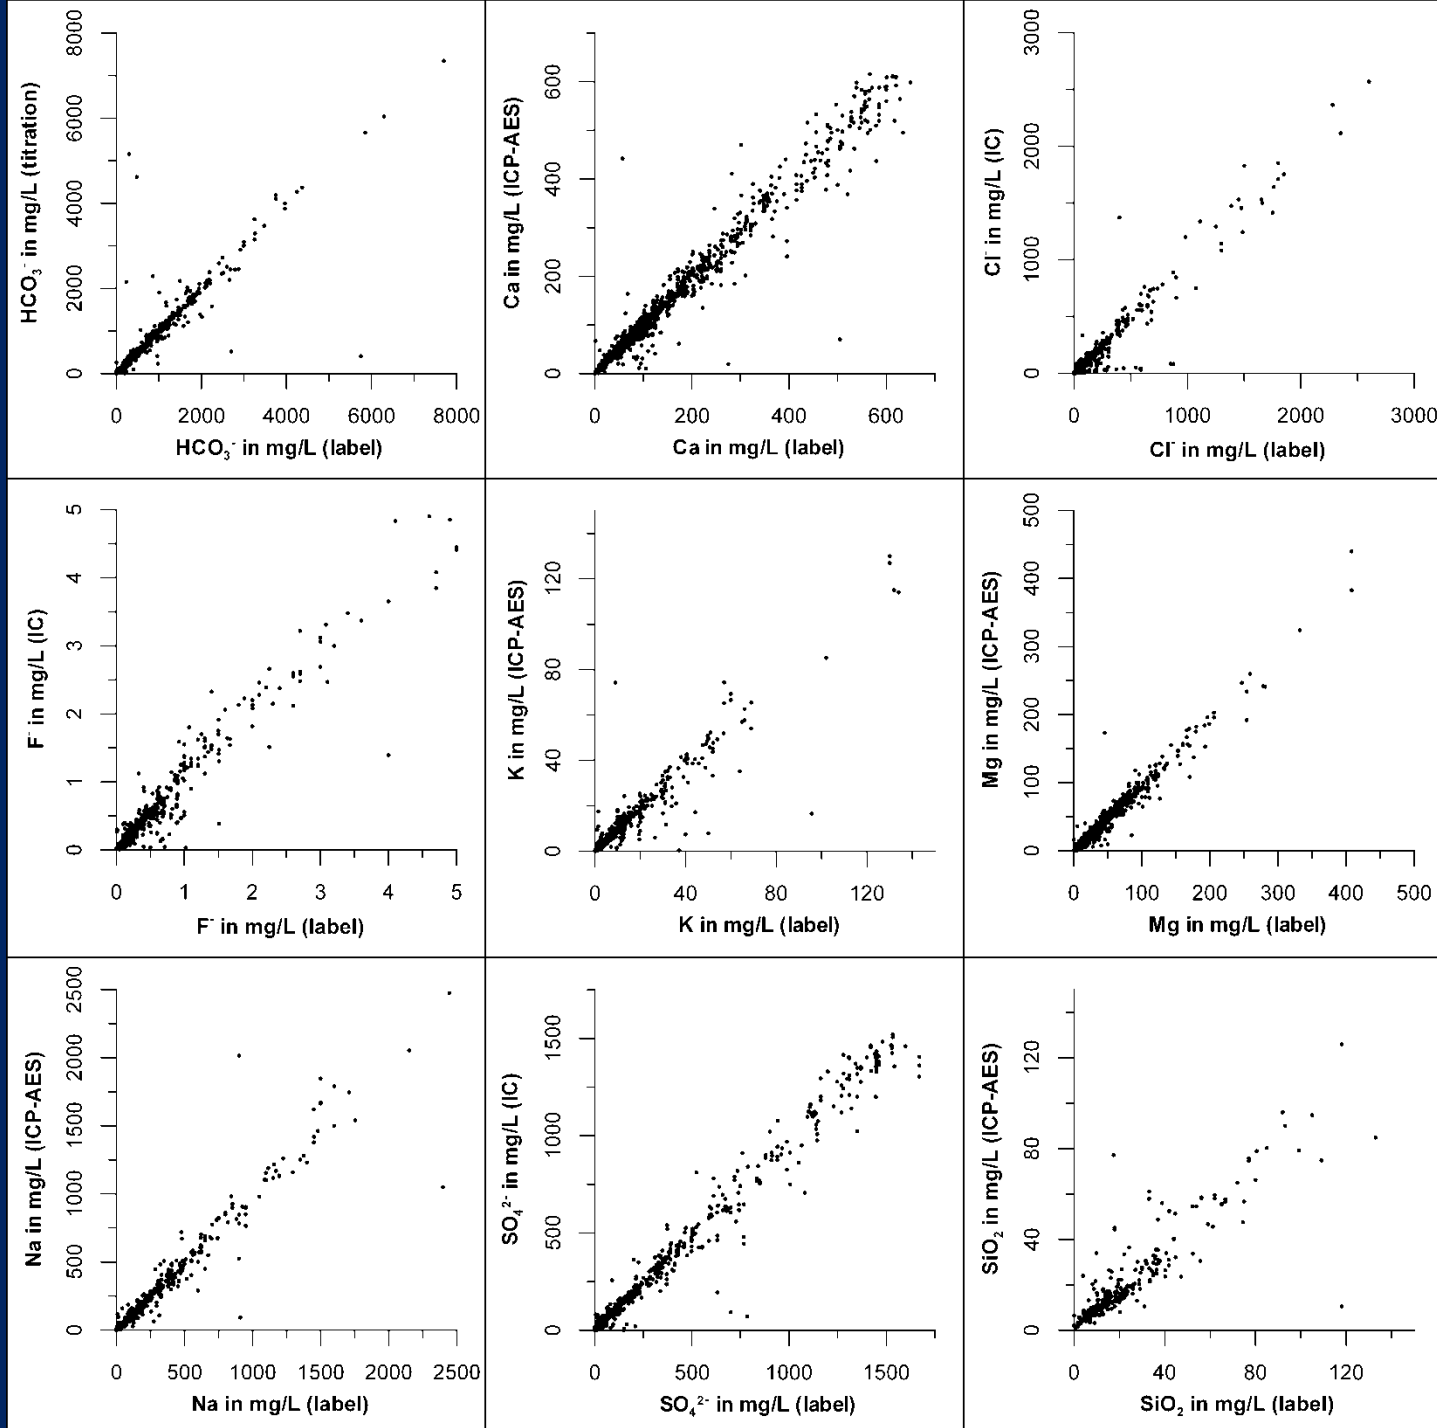 HCO₃⁻ in mg/L (titration)
8000
6000
4000
2000
0
0 2000 4000 6000 8000
HCO₃⁻ in mg/L (label)
Ca in mg/L (ICP-AES)
600
400
200
0
0 200 400 600
Ca in mg/L (label)
Cl⁻ in mg/L (IC)
3000
2000
1000
0
0 1000 2000 3000
Cl⁻ in mg/L (label)
F⁻ in mg/L (IC)
5
4
3
2
1
0
0 1 2 3 4 5
F⁻ in mg/L (label)
K in mg/L (ICP-AES)
120
80
40
0
0 40 80 120
K in mg/L (label)
Mg in mg/L (ICP-AES)
500
400
300
200
100
0
0 100 200 300 400 500
Mg in mg/L (label)
Na in mg/L (ICP-AES)
2500
2000
1500
1000
500
0
0 500 1000 1500 2000 2500
Na in mg/L (label)
SO₄²⁻ in mg/L (IC)
1500
1000
500
0
0 500 1000 1500
SO₄²⁻ in mg/L (label)
SiO₂ in mg/L (ICP-AES)
120
80
40
0
0 40 80 120
SiO₂ in mg/L (label)